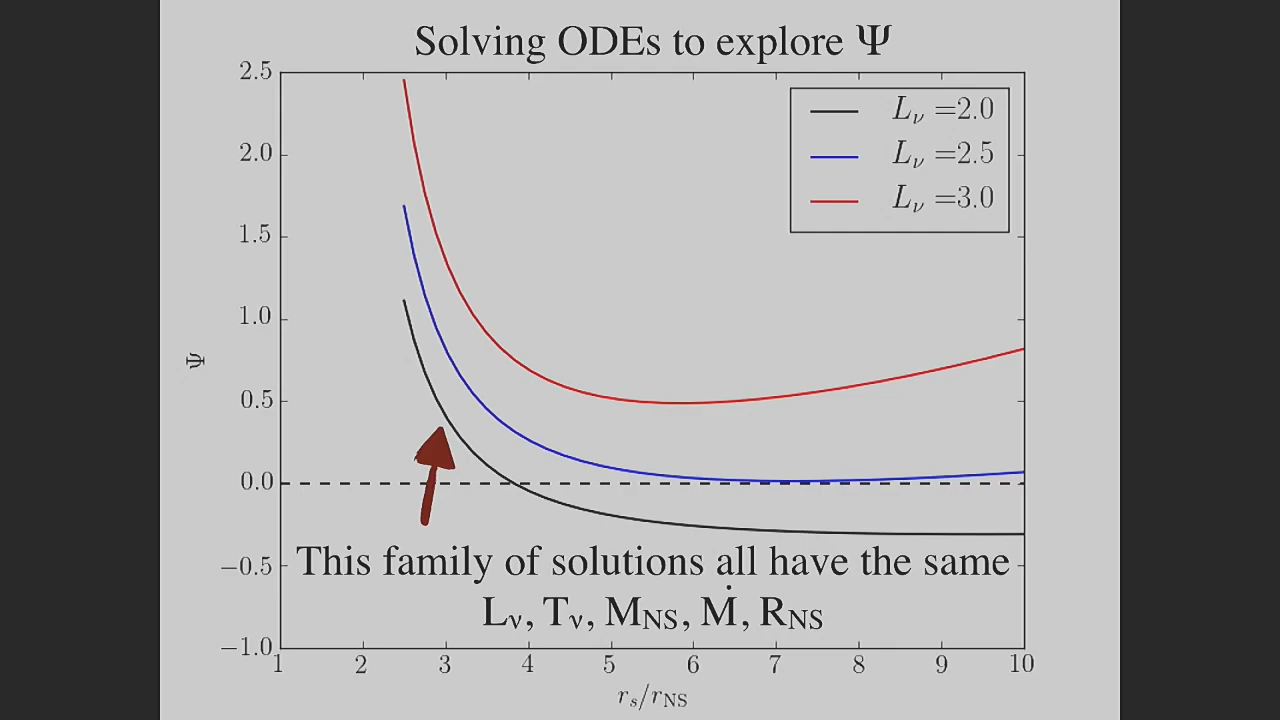 Solving ODEs to explore Ψ
2.5
2.0
1.5
1.0
0.5
0.0
−0.5
−1.0
Ψ
L_ν =2.0
L_ν =2.5
L_ν =3.0
This family of solutions all have the same
L_ν, T_ν, M_NS, Ṁ, R_NS
1 2 3 4 5 6 7 8 9 10
r_s/r_NS